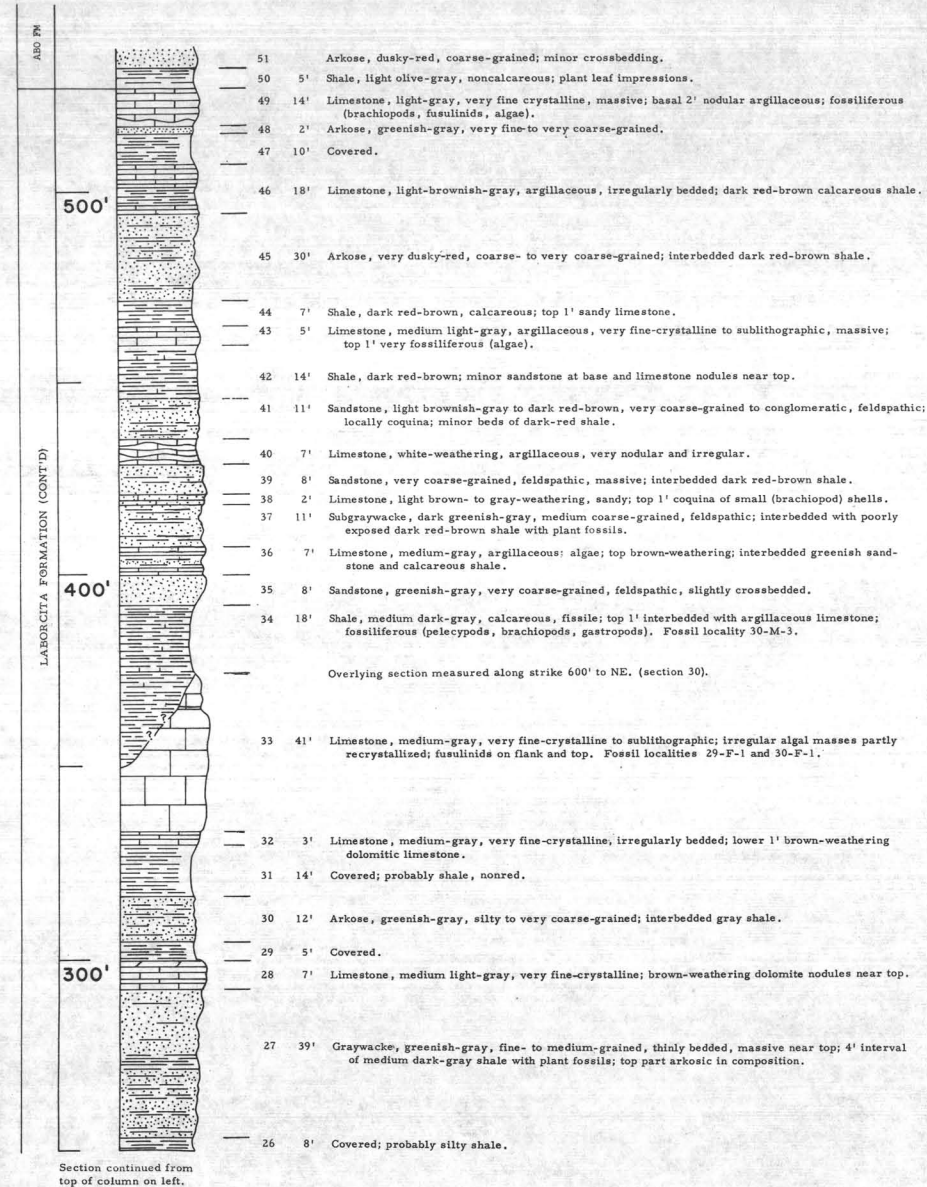 ABO FM
51 Arkose, dusky-red, coarse-grained; minor crossbedding.
50 5' Shale, light olive-gray, noncalcareous; plant leaf impressions.
49 14' Limestone, light-gray, very fine crystalline, massive; basal 2' nodular argillaceous; fossiliferous
(brachiopods, fusulinids, algae).
48 2' Arkose, greenish-gray, very fine-to very coarse-grained.
47 10' Covered.
46 18' Limestone, light-brownish-gray, argillaceous, irregularly bedded; dark red-brown calcareous shale.
500'
45 30' Arkose, very dusky-red, coarse- to very coarse-grained; interbedded dark red-brown shale.
44 7' Shale, dark red-brown, calcareous; top 1' sandy limestone.
43 5' Limestone, medium light-gray, argillaceous, very fine-crystalline to sublithographic, massive;
top 1' very fossiliferous (algae).
42 14' Shale, dark red-brown; minor sandstone at base and limestone nodules near top.
41 11' Sandstone, light brownish-gray to dark red-brown, very coarse-grained to conglomeratic, feldspathic;
locally coquina; minor beds of dark-red shale.
LABORCITA FORMATION (CONT'D)
40 7' Limestone, white-weathering, argillaceous, very nodular and irregular.
39 8' Sandstone, very coarse-grained, feldspathic, massive; interbedded dark red-brown shale.
38 2' Limestone, light brown- to gray-weathering, sandy; top 1' coquina of small (brachiopod) shells.
37 11' Subgraywacke, dark greenish-gray, medium coarse-grained, feldspathic; interbedded with poorly
exposed dark red-brown shale with plant fossils.
36 7' Limestone, medium-gray, argillaceous; algae; top brown-weathering; interbedded greenish sand-
stone and calcareous shale.
400'
35 8' Sandstone, greenish-gray, very coarse-grained, feldspathic, slightly crossbedded.
34 18' Shale, medium dark-gray, calcareous, fissile; top 1' interbedded with argillaceous limestone;
fossiliferous (pelecypods, brachiopods, gastropods). Fossil locality 30-M-3.
Overlying section measured along strike 600' to NE. (section 30).
? ?
33 41' Limestone, medium-gray, very fine-crystalline to sublithographic; irregular algal masses partly
recrystallized; fusulinids on flank and top. Fossil localities 29-F-1 and 30-F-1.
32 3' Limestone, medium-gray, very fine-crystalline, irregularly bedded; lower 1' brown-weathering
dolomitic limestone.
31 14' Covered; probably shale, nonred.
30 12' Arkose, greenish-gray, silty to very coarse-grained; interbedded gray shale.
29 5' Covered.
300'
28 7' Limestone, medium light-gray, very fine-crystalline; brown-weathering dolomite nodules near top.
27 39' Graywacke, greenish-gray, fine- to medium-grained, thinly bedded, massive near top; 4' interval
of medium dark-gray shale with plant fossils; top part arkosic in composition.
26 8' Covered; probably silty shale.
Section continued from
top of column on left.